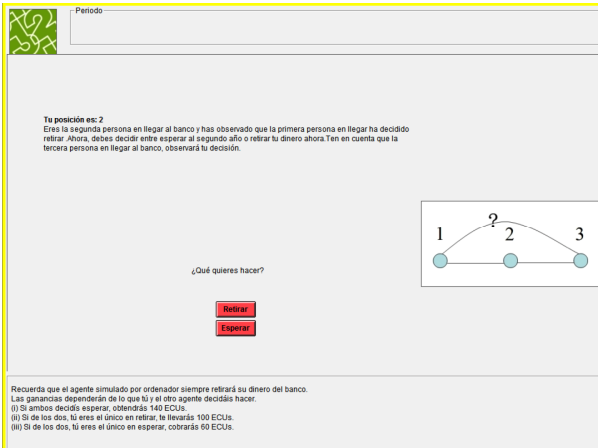 Periodo
Tu posición es: 2
Eres la segunda persona en llegar al banco y has observado que la primera persona en llegar ha decidido
retirar .Ahora, debes decidir entre esperar al segundo año o retirar tu dinero ahora.Ten en cuenta que la
tercera persona en llegar al banco, observará tu decisión.
?
1 2 3
¿Qué quieres hacer?
Retirar
Esperar
Recuerda que el agente simulado por ordenador siempre retirará su dinero del banco.
Las ganancias dependerán de lo que tú y el otro agente decidáis hacer.
(i) Si ambos decidís esperar, obtendrás 140 ECUs.
(ii) Si de los dos, tú eres el único en retirar, te llevarás 100 ECUs.
(iii) Si de los dos, tú eres el único en esperar, cobrarás 60 ECUs.